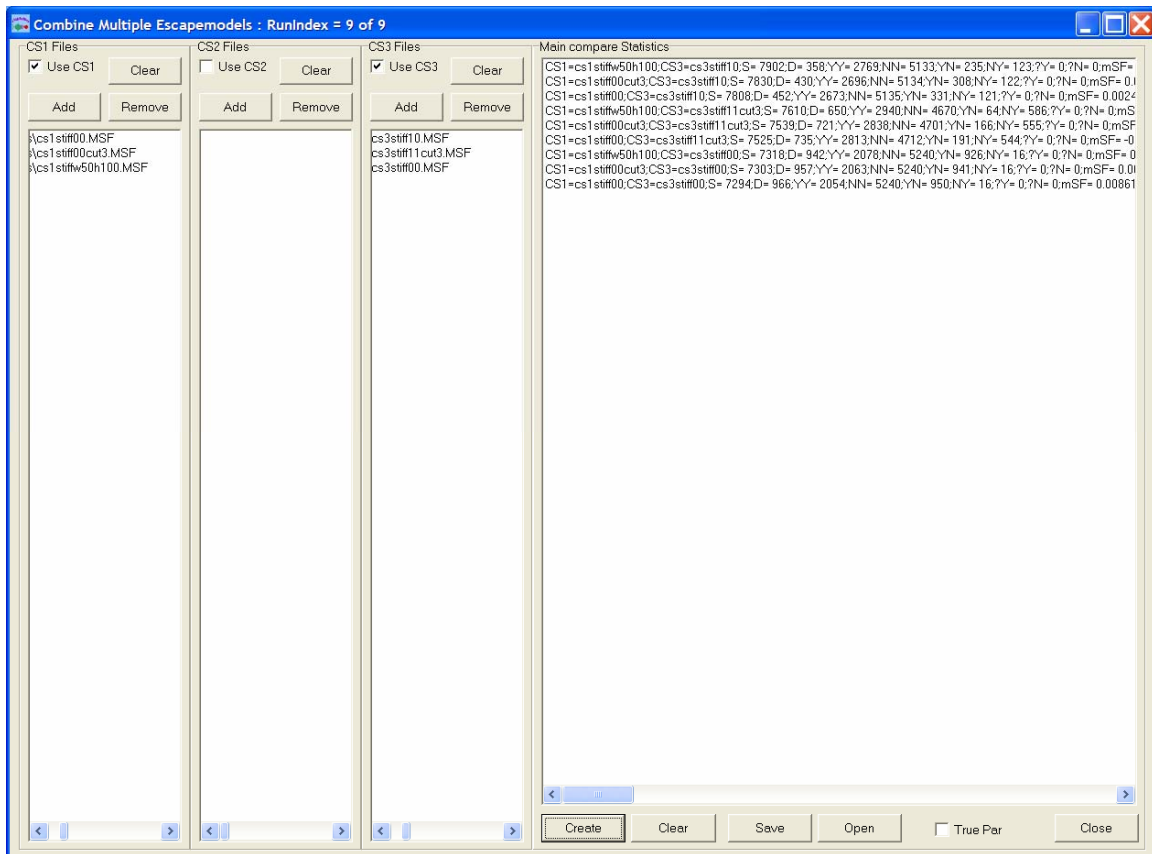 Combine Multiple Escapemodels : RunIndex = 9 of 9
CS1 Files
Use CS1
Clear
Add
Remove
s\cs1stiff00.MSF
s\cs1stiff00cut3.MSF
s\cs1stiffw50h100.MSF
CS2 Files
Use CS2
Clear
Add
Remove
CS3 Files
Use CS3
Clear
Add
Remove
cs3stiff10.MSF
cs3stiff11cut3.MSF
cs3stiff00.MSF
Main compare Statistics
CS1=cs1stiffw50h100;CS3=cs3stiff10;S= 7902;D= 358;YY= 2769;NN= 5133;YN= 235;NY= 123;?Y= 0;?N= 0;mSF=
CS1=cs1stiff00cut3;CS3=cs3stiff10;S= 7830;D= 430;YY= 2696;NN= 5134;YN= 308;NY= 122;?Y= 0;?N= 0;mSF= 0.0
CS1=cs1stiff00;CS3=cs3stiff10;S= 7808;D= 452;YY= 2673;NN= 5135;YN= 331;NY= 121;?Y= 0;?N= 0;mSF= 0.0024
CS1=cs1stiffw50h100;CS3=cs3stiff11cut3;S= 7610;D= 650;YY= 2940;NN= 4670;YN= 64;NY= 586;?Y= 0;?N= 0;mS
CS1=cs1stiff00cut3;CS3=cs3stiff11cut3;S= 7539;D= 721;YY= 2838;NN= 4701;YN= 166;NY= 555;?Y= 0;?N= 0;mSF
CS1=cs1stiff00;CS3=cs3stiff11cut3;S= 7525;D= 735;YY= 2813;NN= 4712;YN= 191;NY= 544;?Y= 0;?N= 0;mSF= -0
CS1=cs1stiffw50h100;CS3=cs3stiff00;S= 7318;D= 942;YY= 2078;NN= 5240;YN= 926;NY= 16;?Y= 0;?N= 0;mSF= 0
CS1=cs1stiff00cut3;CS3=cs3stiff00;S= 7303;D= 957;YY= 2063;NN= 5240;YN= 941;NY= 16;?Y= 0;?N= 0;mSF= 0.0
CS1=cs1stiff00;CS3=cs3stiff00;S= 7294;D= 966;YY= 2054;NN= 5240;YN= 950;NY= 16;?Y= 0;?N= 0;mSF= 0.00861
Create
Clear
Save
Open
True Par
Close